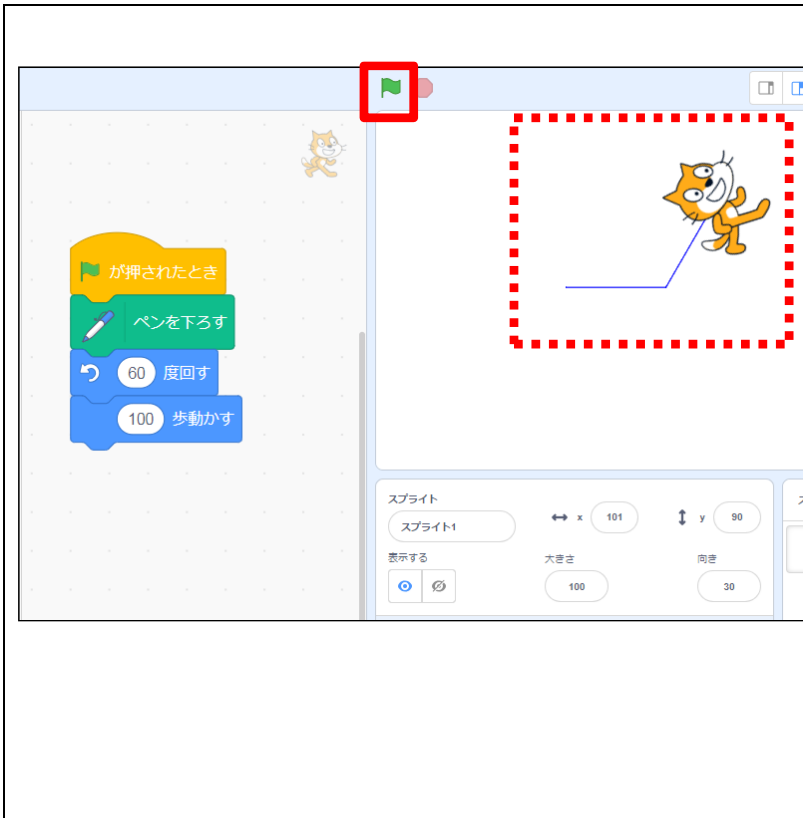 が押されたとき
ペンを下ろす
60 度回す
100 歩動かす
スプライト
スプライト1
x 101
y 90
表示する
大きさ
100
向き
30
ス